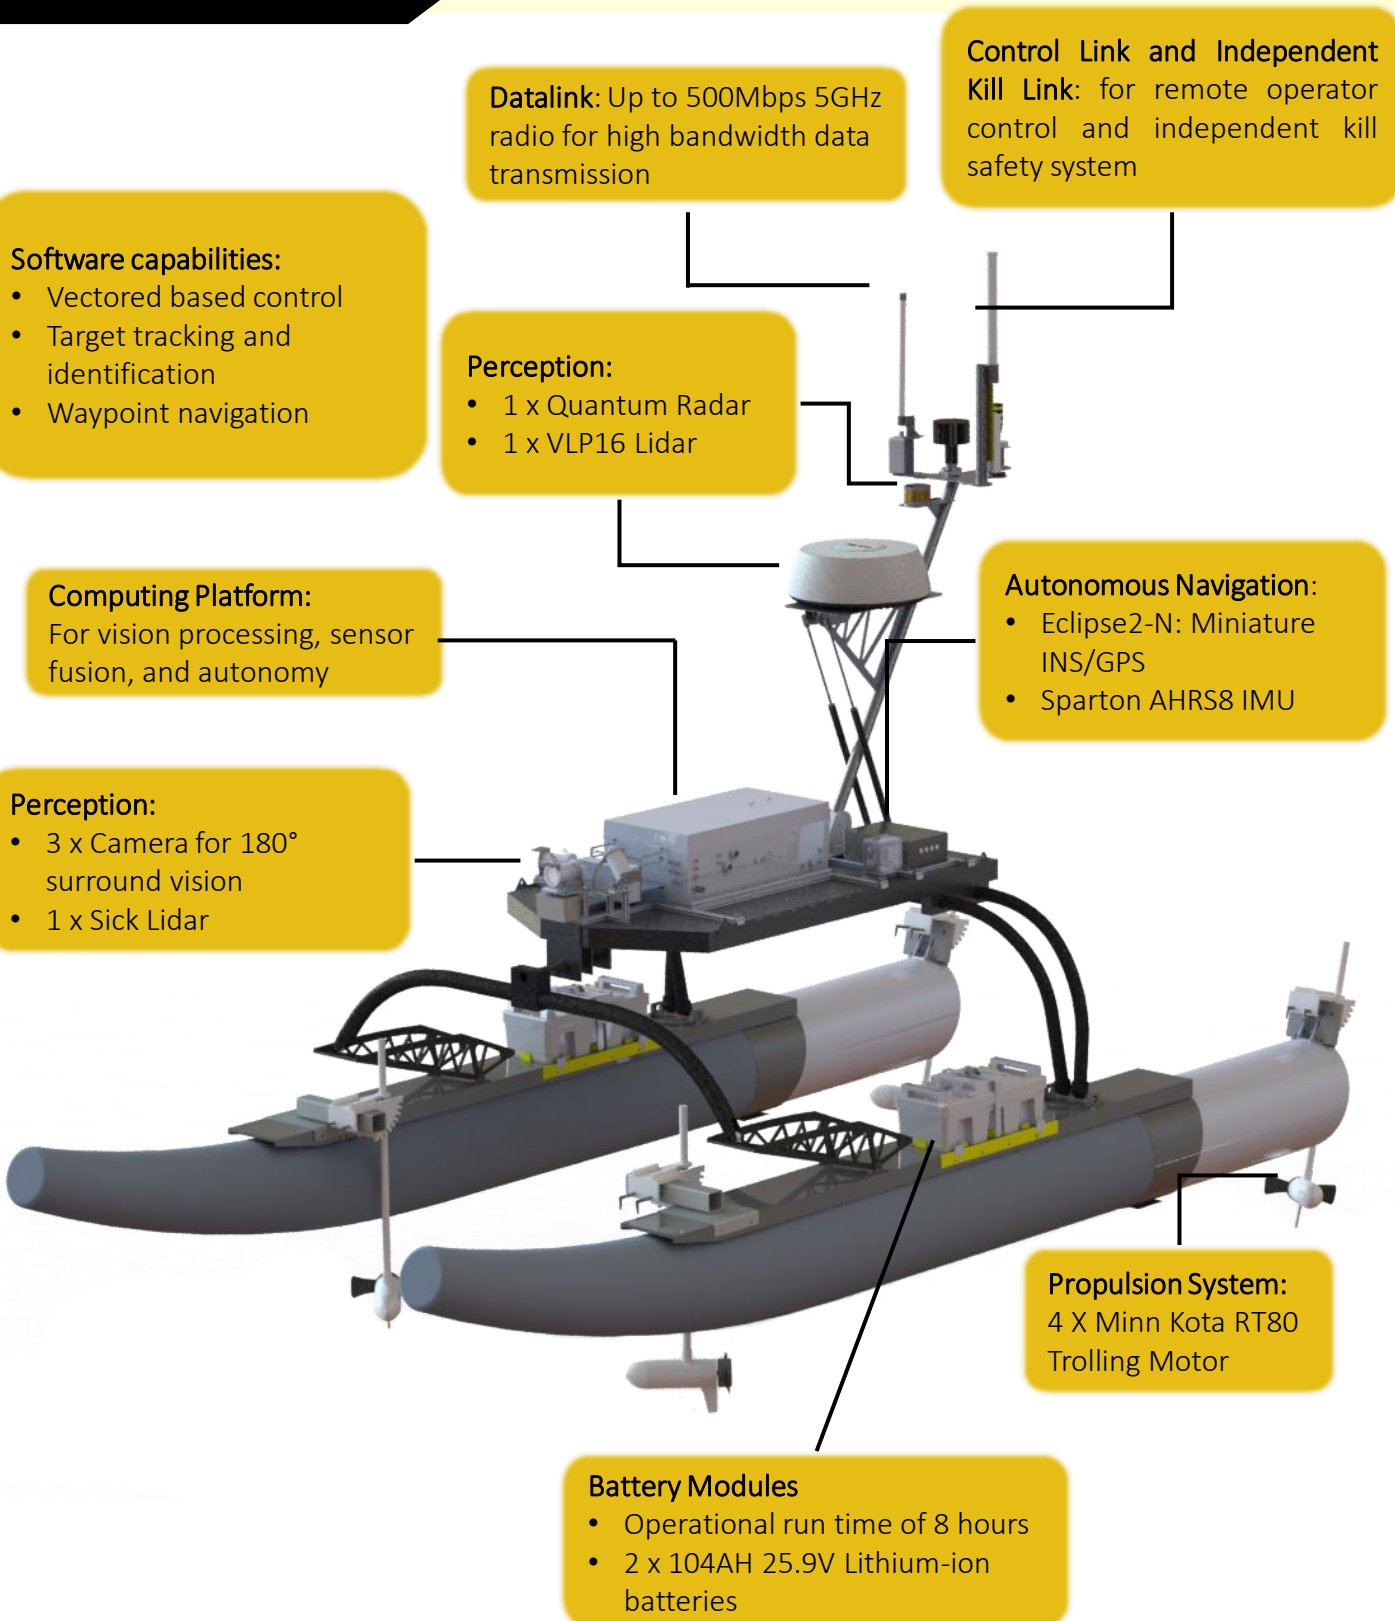 Control Link and Independent
Kill Link: for remote operator
control and independent kill
safety system
Datalink: Up to 500Mbps 5GHz
radio for high bandwidth data
transmission
Software capabilities:
• Vectored based control
• Target tracking and
identification
• Waypoint navigation
Perception:
• 1 x Quantum Radar
• 1 x VLP16 Lidar
Computing Platform:
For vision processing, sensor
fusion, and autonomy
Autonomous Navigation:
• Eclipse2-N: Miniature
INS/GPS
• Sparton AHRS8 IMU
Perception:
• 3 x Camera for 180°
surround vision
• 1 x Sick Lidar
Propulsion System:
4 X Minn Kota RT80
Trolling Motor
Battery Modules
• Operational run time of 8 hours
• 2 x 104AH 25.9V Lithium-ion
batteries